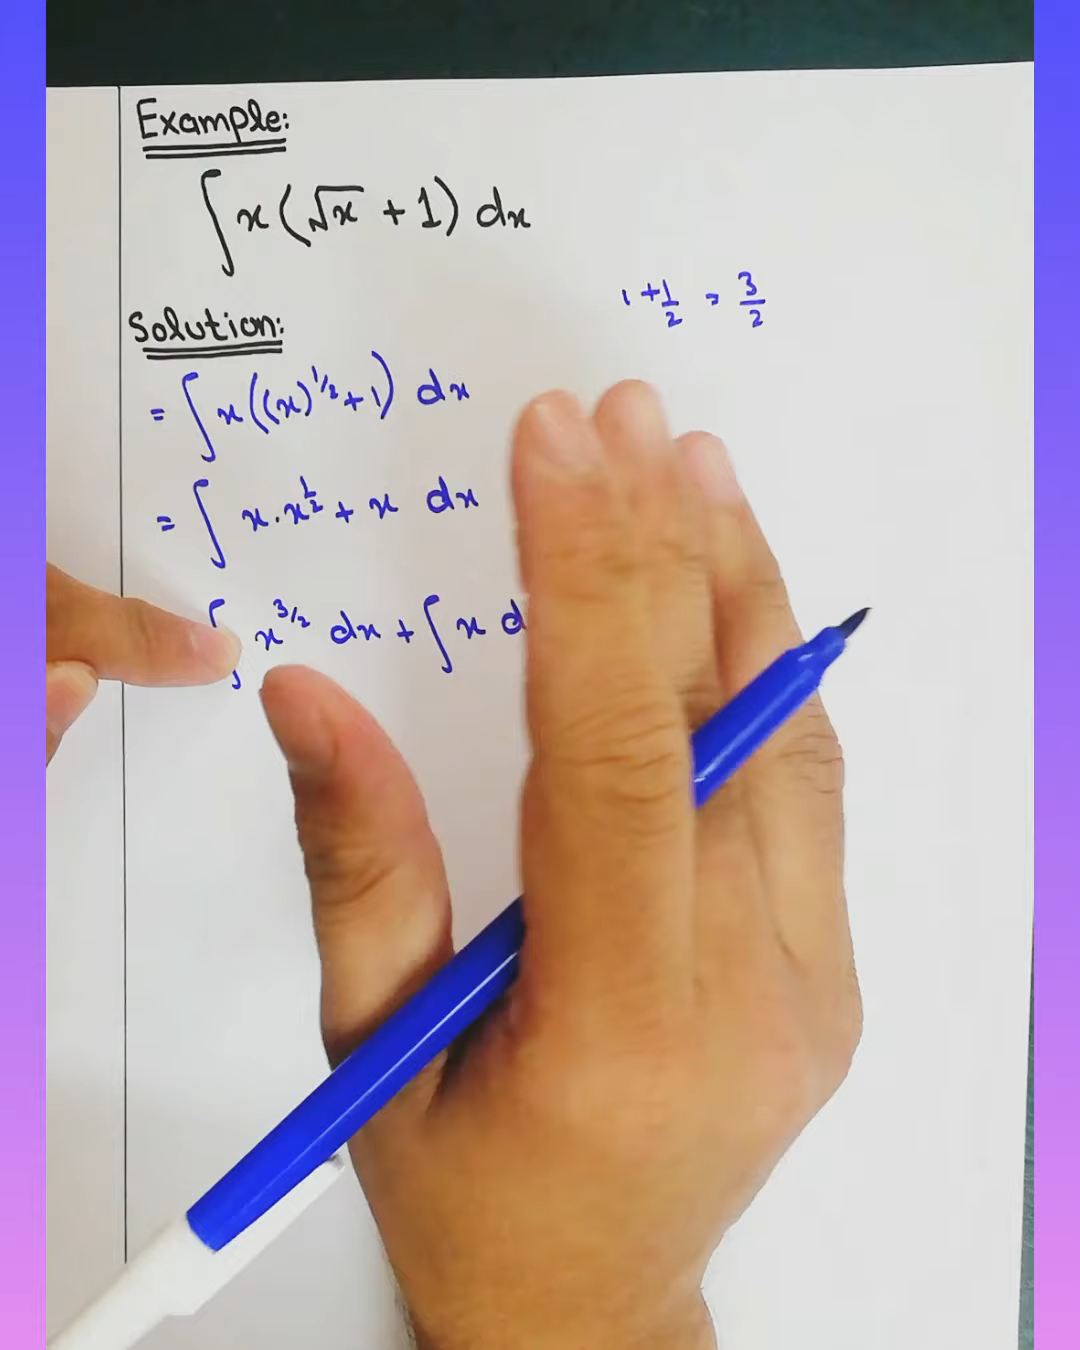 Example:
∫x(√x + 1) dx
1 + 1/2 = 3/2
Solution:
= ∫x((x)^1/2 + 1) dx
= ∫ x.x^1/2 + x dx
∫ x^3/2 dx + ∫ x d